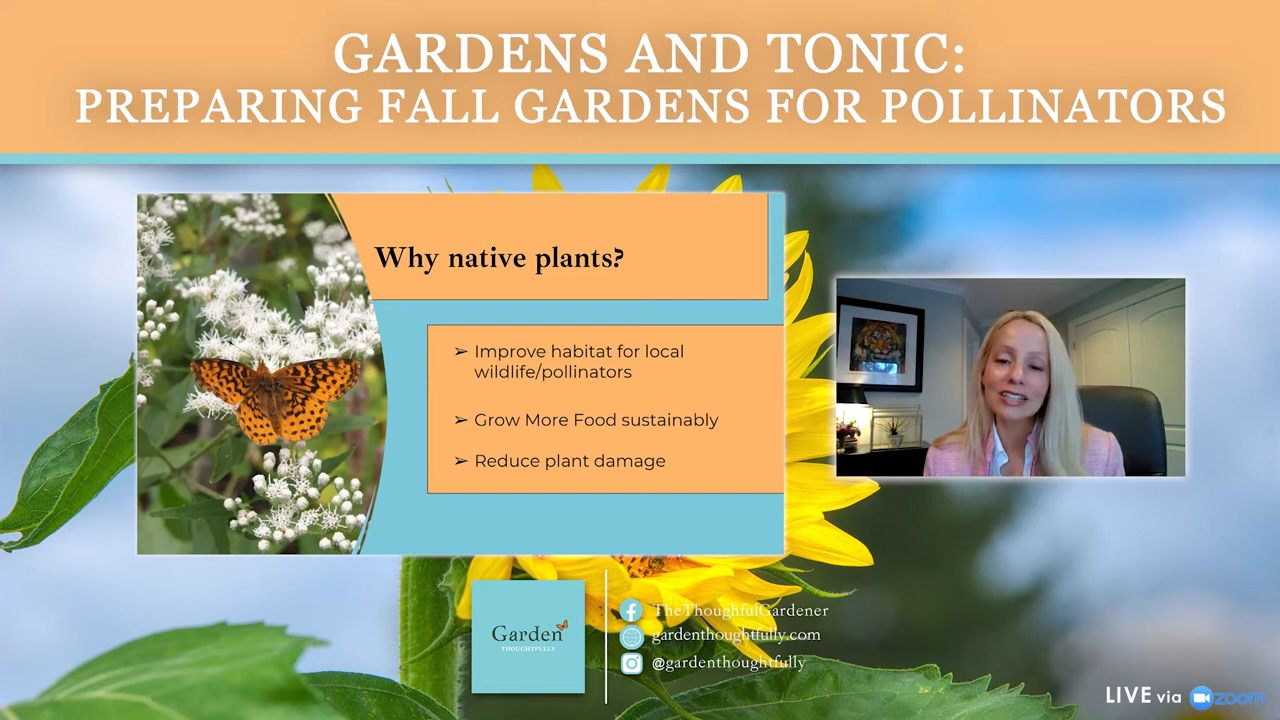 GARDENS AND TONIC:
PREPARING FALL GARDENS FOR POLLINATORS
Why native plants?
➢ Improve habitat for local
wildlife/pollinators
➢ Grow More Food sustainably
➢ Reduce plant damage
Garden
THOUGHTFULLY
TheThoughfulGardener
gardenthoughtfully.com
@gardenthoughtfully
LIVE via zoom